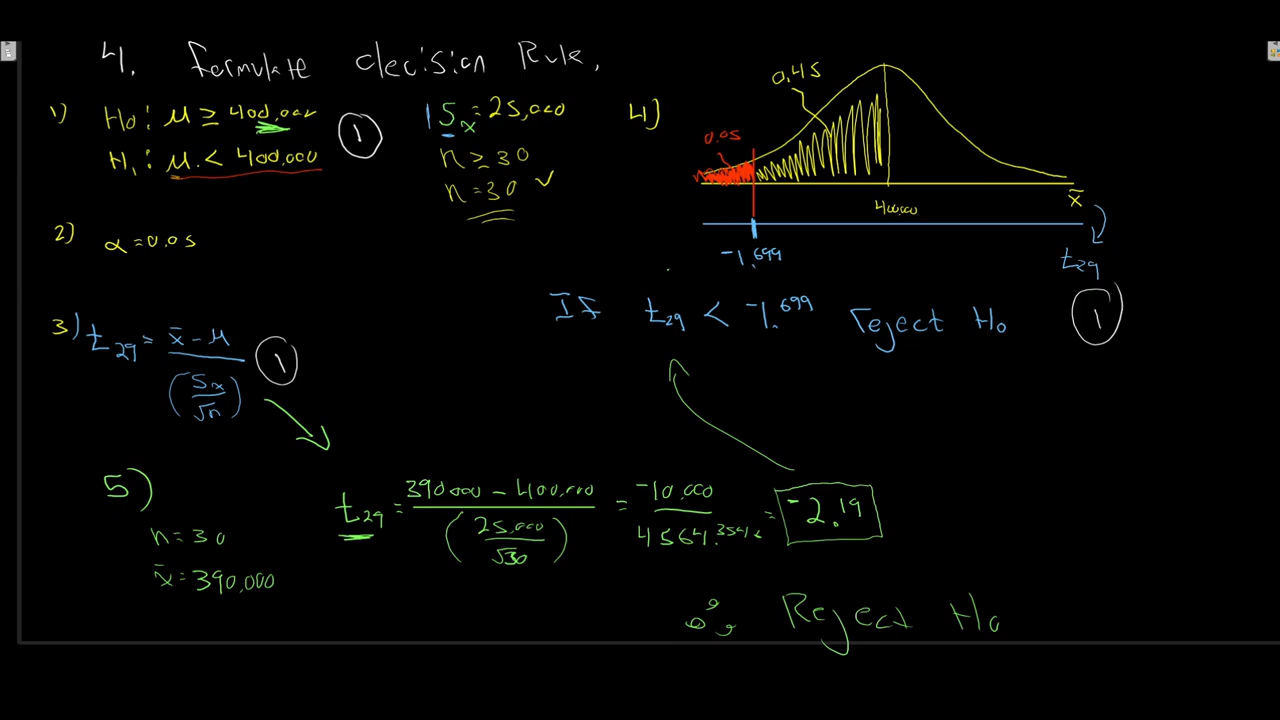 4. Formulate decision Rule.
1) H0: μ ≥ 400,000
H1: μ < 400,000
1
Sx = 25,000
n ≥ 30
n = 30 ✓
2) α = 0.05
3) t29 = x̄ - μ / (Sx / √n)
1
4)
0.45
0.05
400,000
x̄
-1.699
t29
If t29 < -1.699 reject H0
1
5)
n = 30
x̄ = 390,000
t29 = 390,000 - 400,000 / (25,000 / √30) = -10,000 / 4564.3546 = -2.19
∴ Reject H0